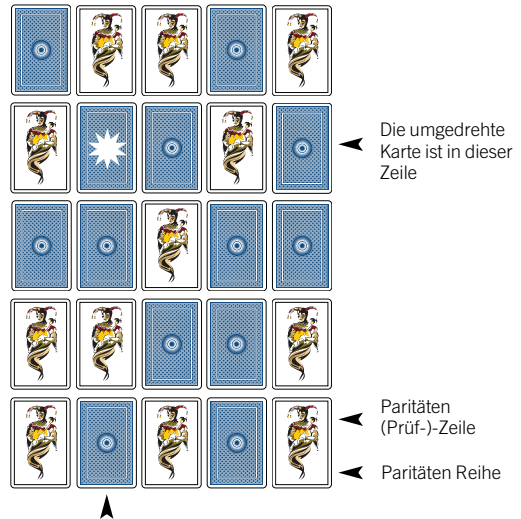 Die umgedrehte
Karte ist in dieser
Zeile
Paritäten
(Prüf-)-Zeile
Paritäten Reihe